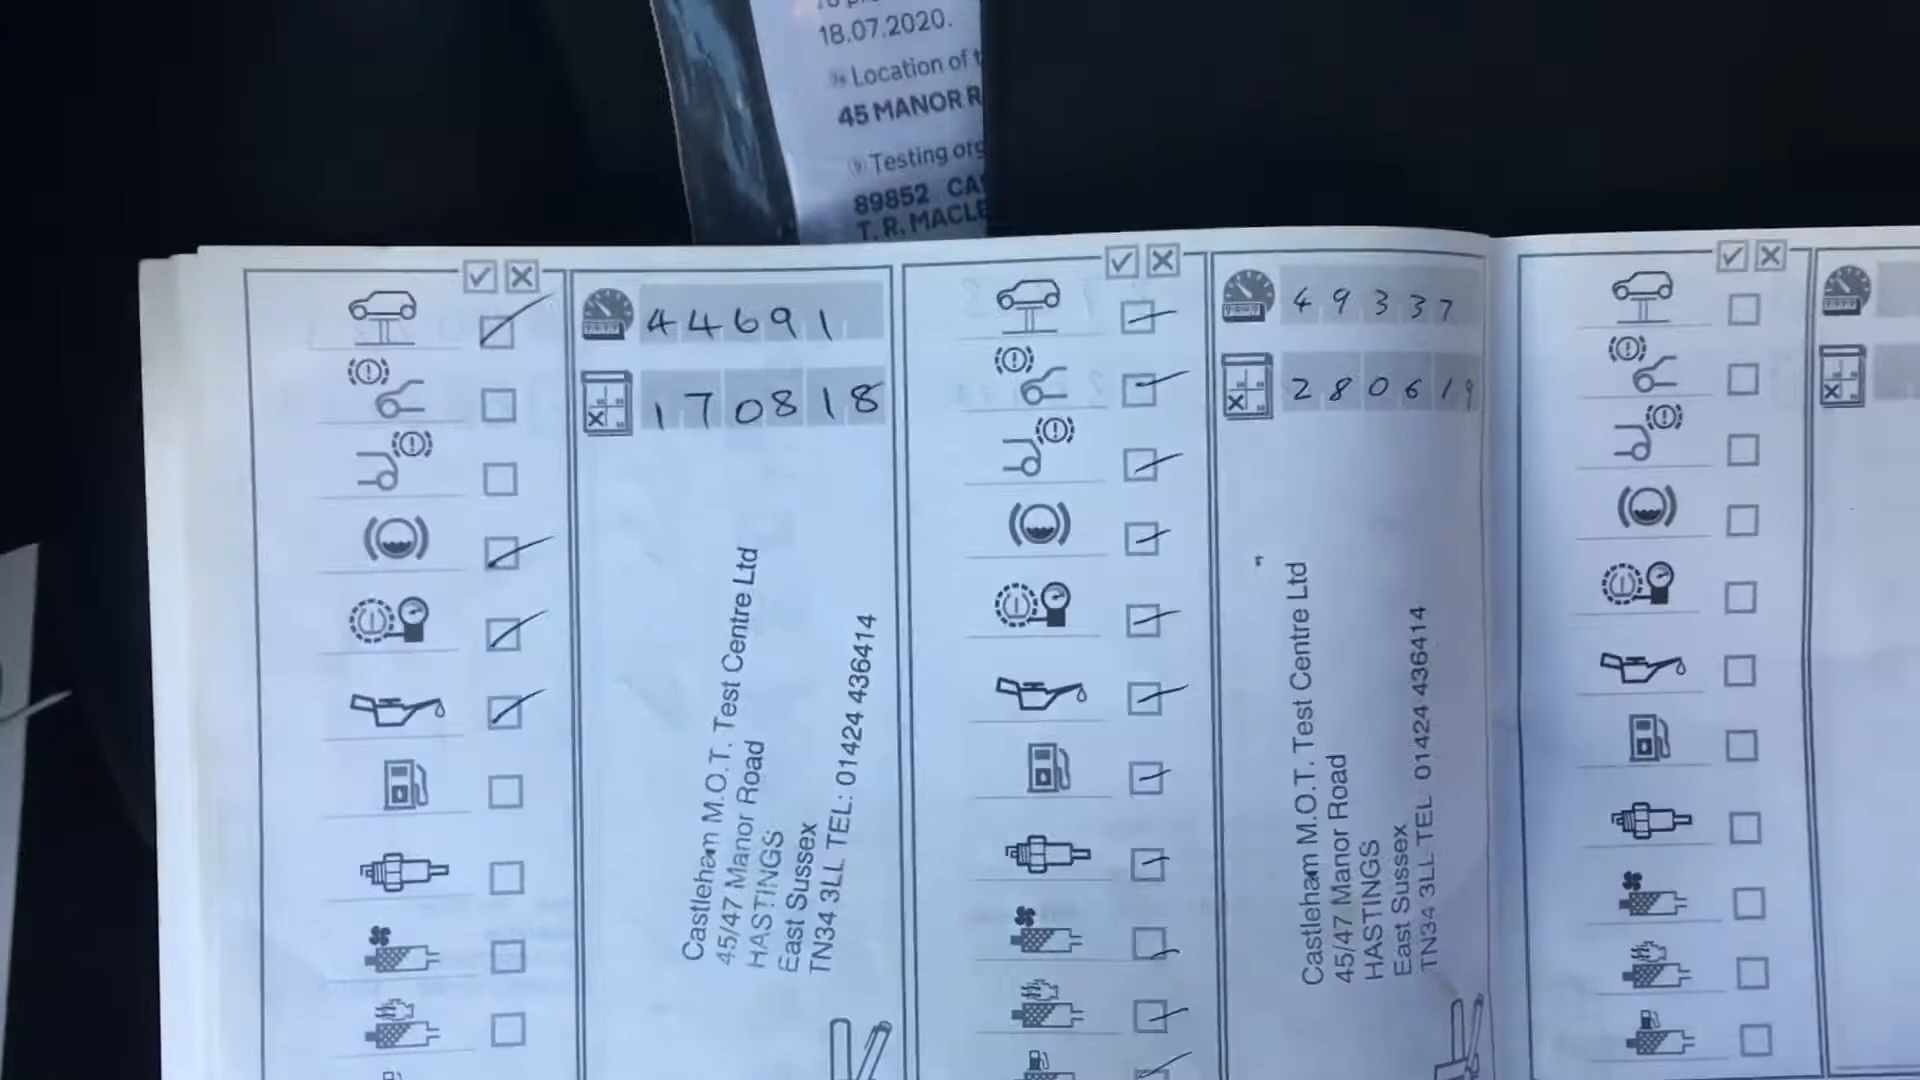 18.07.2020.
Location of t
45 MANOR R
Testing org
89852 CAS
T. R. MACLE
44691
170818
Castleham M.O.T. Test Centre Ltd
45/47 Manor Road
HASTINGS
East Sussex
TN34 3LL TEL: 01424 436414
49337
280619
Castleham M.O.T. Test Centre Ltd
45/47 Manor Road
HASTINGS
East Sussex
TN34 3LL TEL: 01424 436414